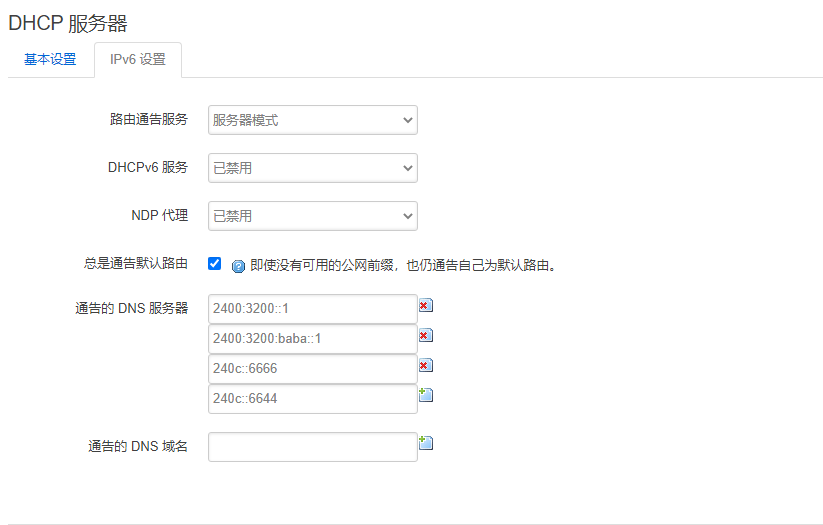 DHCP 服务器
基本设置 IPv6 设置
路由通告服务 服务器模式
DHCPv6 服务 已禁用
NDP 代理 已禁用
总是通告默认路由 即使没有可用的公网前缀，也仍通告自己为默认路由。
通告的 DNS 服务器 2400:3200::1
2400:3200:baba::1
240c::6666
240c::6644
通告的 DNS 域名